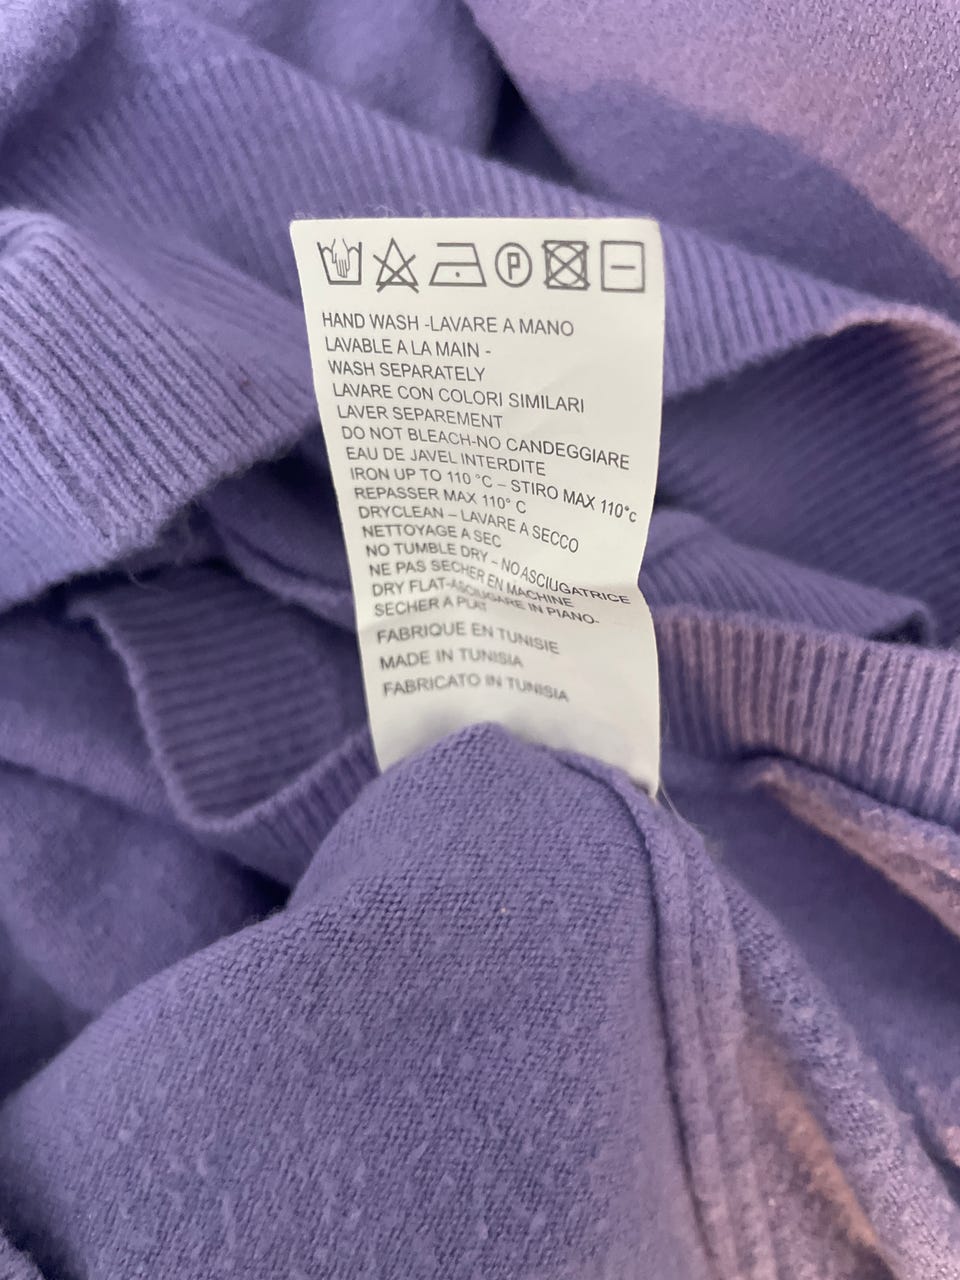 P
HAND WASH -LAVARE A MANO
LAVABLE A LA MAIN -
WASH SEPARATELY
LAVARE CON COLORI SIMILARI
LAVER SEPAREMENT
DO NOT BLEACH-NO CANDEGGIARE
EAU DE JAVEL INTERDITE
IRON UP TO 110 °C – STIRO MAX 110°c
REPASSER MAX 110° C
DRYCLEAN – LAVARE A SECCO
NETTOYAGE A SEC
NO TUMBLE DRY – NO ASCIUGATRICE
NE PAS SECHER EN MACHINE
DRY FLAT-ASCIUGARE IN PIANO-
SECHER A PLAT
FABRIQUE EN TUNISIE
MADE IN TUNISIA
FABRICATO IN TUNISIA